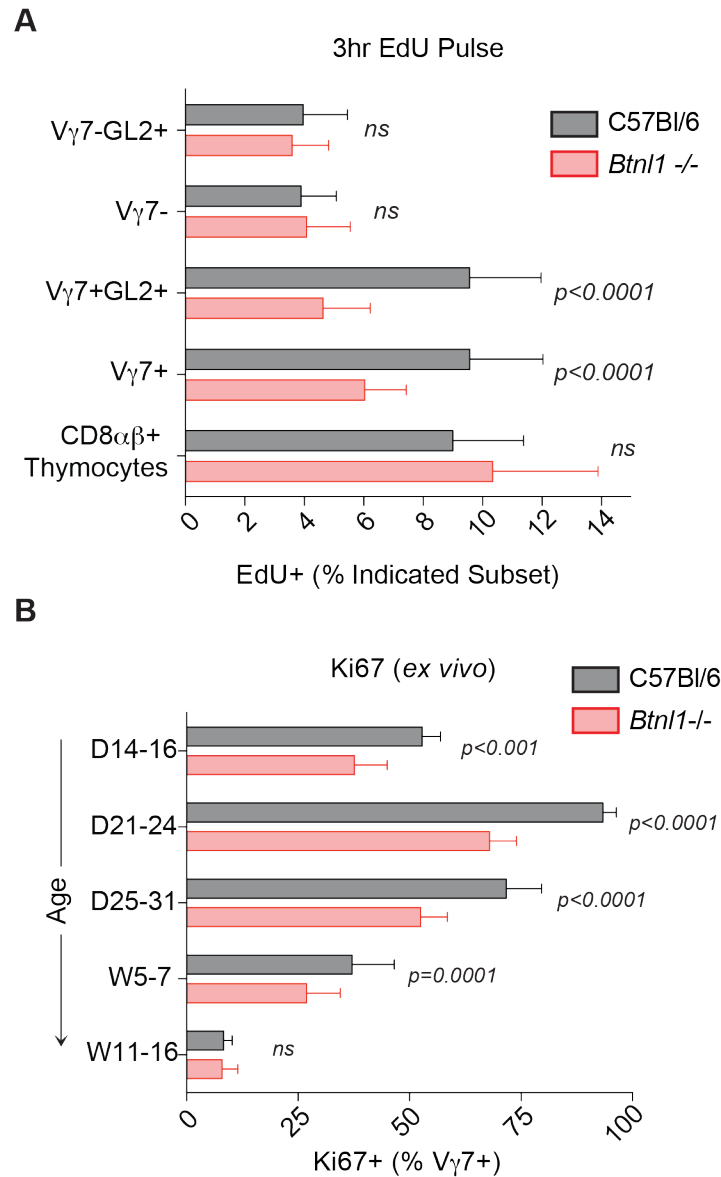 A
3hr EdU Pulse
C57Bl/6
Btnl1 -/-
Vγ7-GL2+
ns
Vγ7-
ns
Vγ7+GL2+
p<0.0001
Vγ7+
p<0.0001
CD8αβ+
Thymocytes
ns
0 2 4 6 8 10 12 14
EdU+ (% Indicated Subset)
B
Ki67 (ex vivo)
C57Bl/6
Btnl1-/-
Age
D14-16
p<0.001
D21-24
p<0.0001
D25-31
p<0.0001
W5-7
p=0.0001
W11-16
ns
0 25 50 75 100
Ki67+ (% Vγ7+)